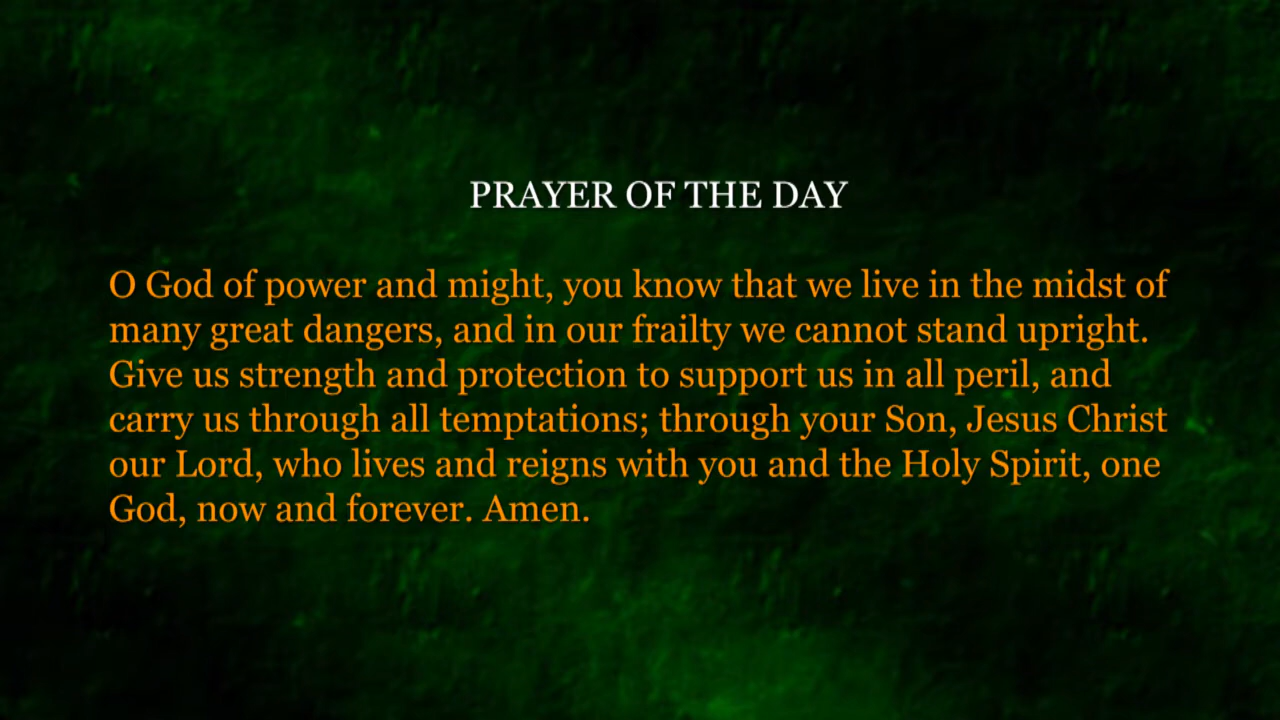 PRAYER OF THE DAY
O God of power and might, you know that we live in the midst of
many great dangers, and in our frailty we cannot stand upright.
Give us strength and protection to support us in all peril, and
carry us through all temptations; through your Son, Jesus Christ
our Lord, who lives and reigns with you and the Holy Spirit, one
God, now and forever. Amen.